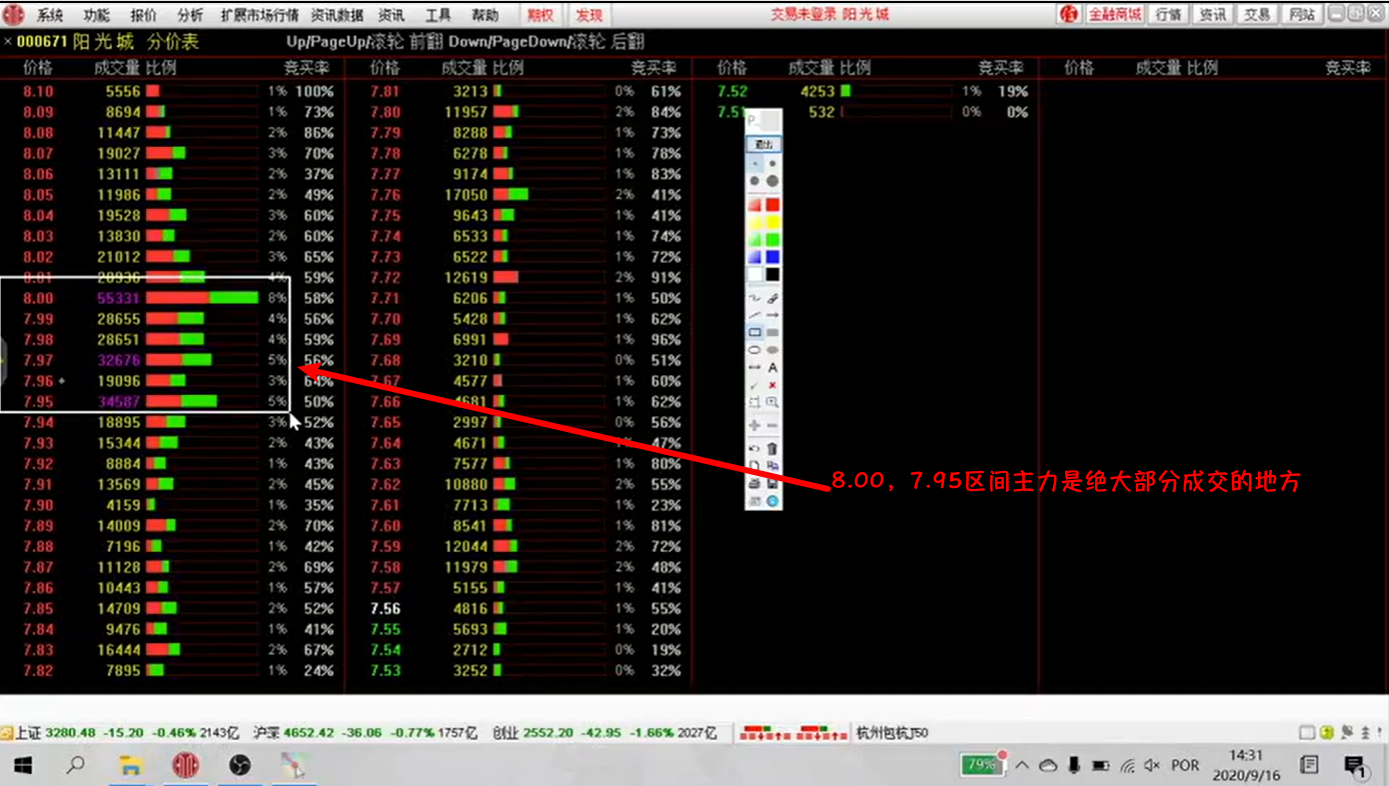 系统 功能 报价 分析 扩展市场行情 资讯数据 资讯 工具 帮助 期权 发现 交易未登录 阳光城 金融商城 行情 资讯 交易 网站
× 000671 阳光城 分价表 Up/PageUp/滚轮 前翻 Down/PageDown/滚轮 后翻
价格 成交量 比例 竞买率 价格 成交量 比例 竞买率 价格 成交量 比例 竞买率 价格 成交量 比例 竞买率
8.10 5556 1% 100% 7.81 3213 0% 61% 7.52 4253 1% 19%
8.09 8694 1% 73% 7.80 11957 2% 84% 7.51 532 0% 0%
8.08 11447 2% 86% 7.79 8288 1% 73%
8.07 19027 3% 70% 7.78 6278 1% 78%
8.06 13111 2% 37% 7.77 9174 1% 83%
8.05 11986 2% 49% 7.76 17050 2% 41%
8.04 19528 3% 60% 7.75 9643 1% 41%
8.03 13830 2% 60% 7.74 6533 1% 74%
8.02 21012 3% 65% 7.73 6522 1% 72%
8.01 28936 4% 59% 7.72 12619 2% 91%
8.00 55331 8% 58% 7.71 6206 1% 50%
7.99 28655 4% 56% 7.70 5428 1% 62%
7.98 28651 4% 59% 7.69 6991 1% 96%
7.97 32676 5% 56% 7.68 3210 0% 51%
7.96 19096 3% 64% 7.67 4577 1% 60%
7.95 34587 5% 50% 7.66 4681 1% 62%
7.94 18895 3% 52% 7.65 2997 0% 56%
7.93 15344 2% 43% 7.64 4671 1% 47%
7.92 8884 1% 43% 7.63 7577 1% 80%
7.91 13569 2% 45% 7.62 10880 2% 55%
7.90 4159 1% 35% 7.61 7713 1% 23%
7.89 14009 2% 70% 7.60 8541 1% 81%
7.88 7196 1% 42% 7.59 12044 2% 72%
7.87 11128 2% 69% 7.58 11979 2% 48%
7.86 10443 1% 57% 7.57 5155 1% 41%
7.85 14709 2% 52% 7.56 4816 1% 55%
7.84 9476 1% 41% 7.55 5693 1% 20%
7.83 16444 2% 67% 7.54 2712 0% 19%
7.82 7895 1% 24% 7.53 3252 0% 32%
退出
A
8.00，7.95区间主力是绝大部分成交的地方
上证 3280.48 -15.20 -0.46% 2143亿 沪深 4652.42 -36.06 -0.77% 1757亿 创业 2552.20 -42.95 -1.66% 2027亿 杭州包杭J50
79% POR 14:31
2020/9/16
1